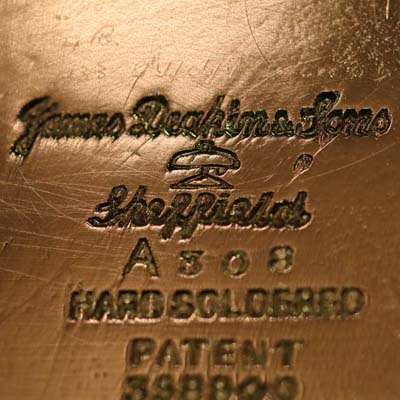 James Deakin & Sons
Sheffield
A 308
HARD SOLDERED
PATENT